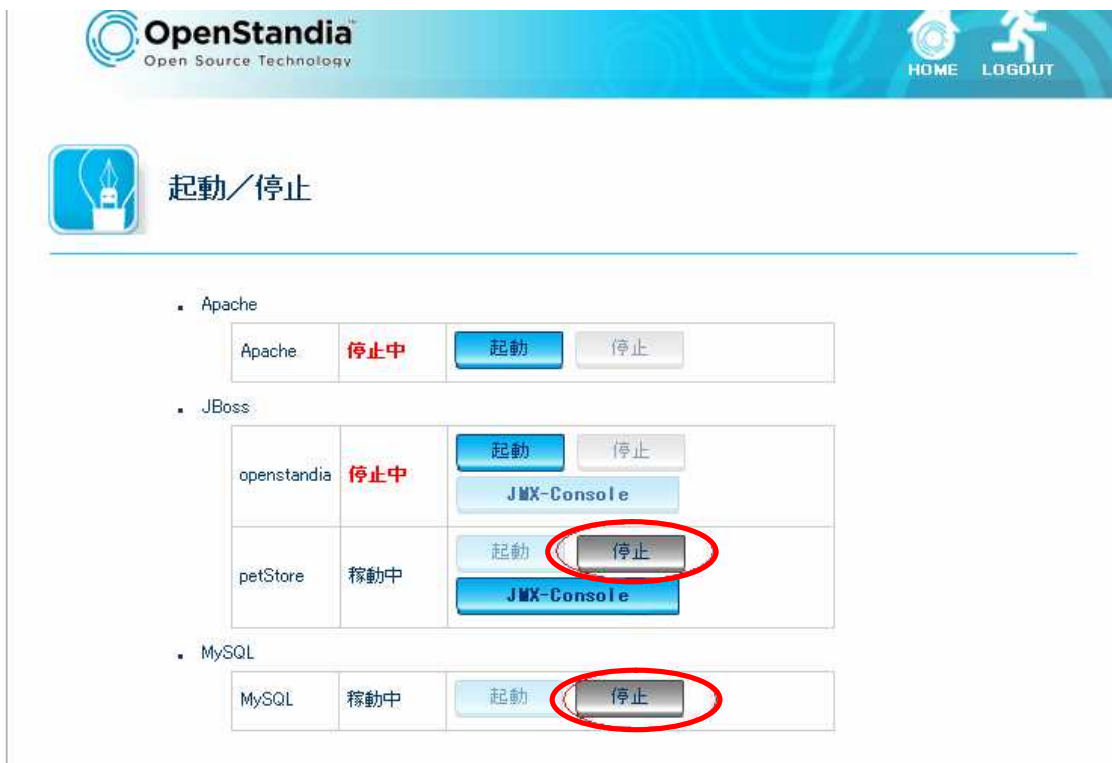 OpenStandia™
Open Source Technology
HOME LOGOUT
起動／停止
Apache
Apache 停止中 起動 停止
JBoss
openstandia 停止中 起動 停止
JMX-Console
petStore 稼動中 起動 停止
JMX-Console
MySQL
MySQL 稼動中 起動 停止